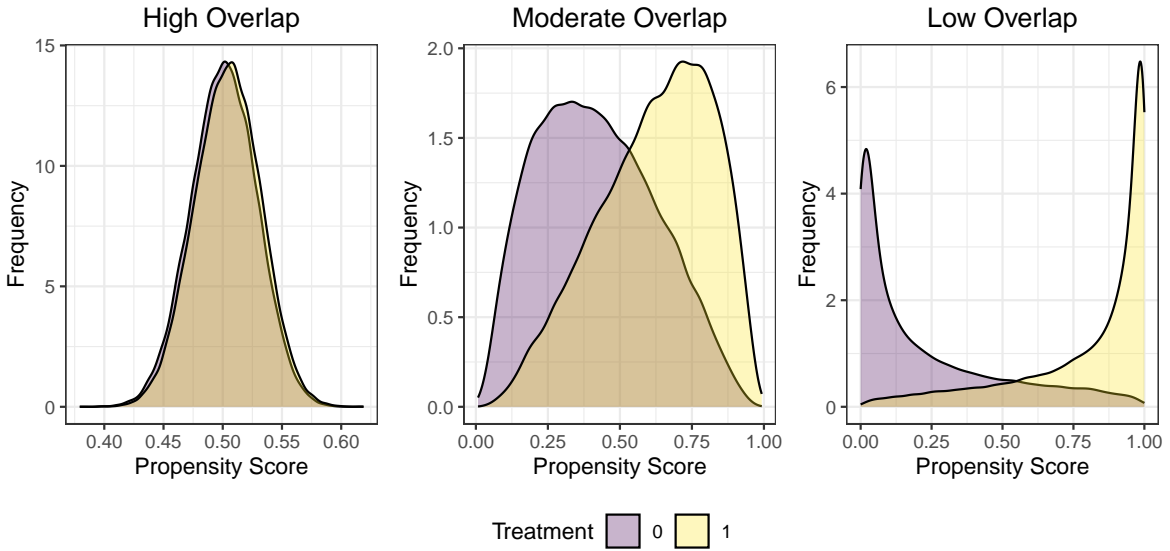 High Overlap
Moderate Overlap
Low Overlap
Frequency
15
10
5
0
0.40 0.45 0.50 0.55 0.60
Propensity Score
Frequency
2.0
1.5
1.0
0.5
0.0
0.00 0.25 0.50 0.75 1.00
Propensity Score
Frequency
6
4
2
0
0.00 0.25 0.50 0.75 1.00
Propensity Score
Treatment 0 1